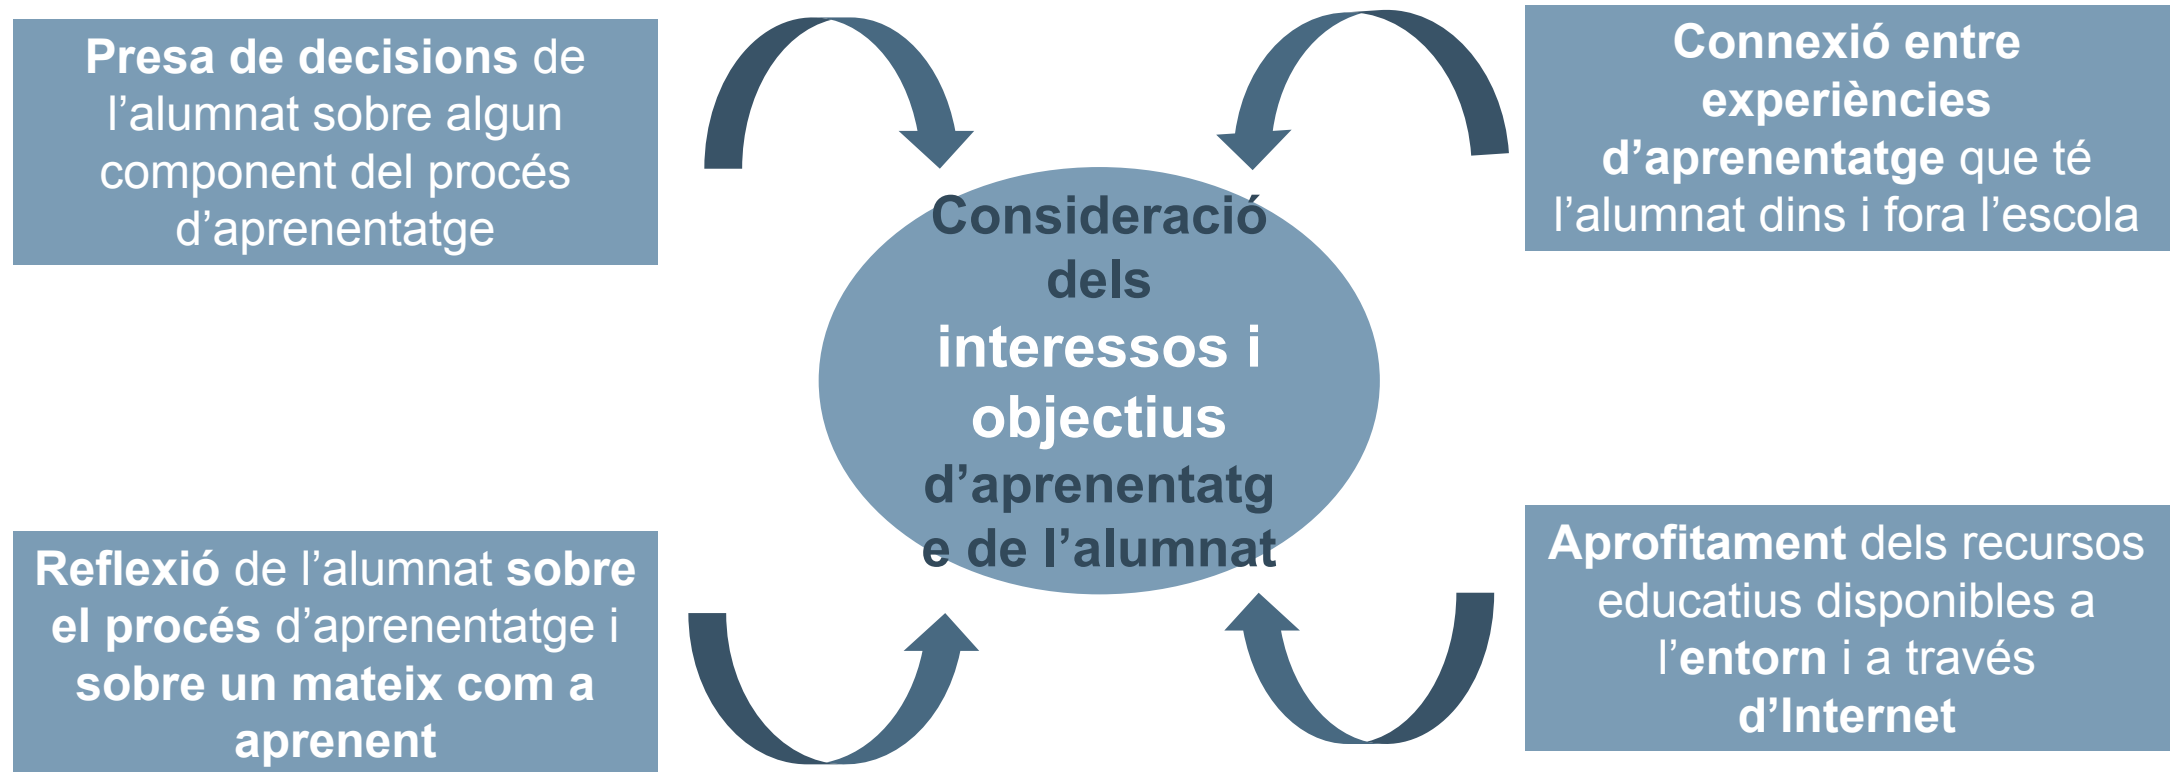 Presa de decisions de
l’alumnat sobre algun
component del procés
d’aprenentatge
Connexió entre
experiències
d’aprenentatge que té
l’alumnat dins i fora l’escola
Consideració
dels
interessos i
objectius
d’aprenentatg
e de l’alumnat
Reflexió de l’alumnat sobre
el procés d’aprenentatge i
sobre un mateix com a
aprenent
Aprofitament dels recursos
educatius disponibles a
l’entorn i a través
d’Internet